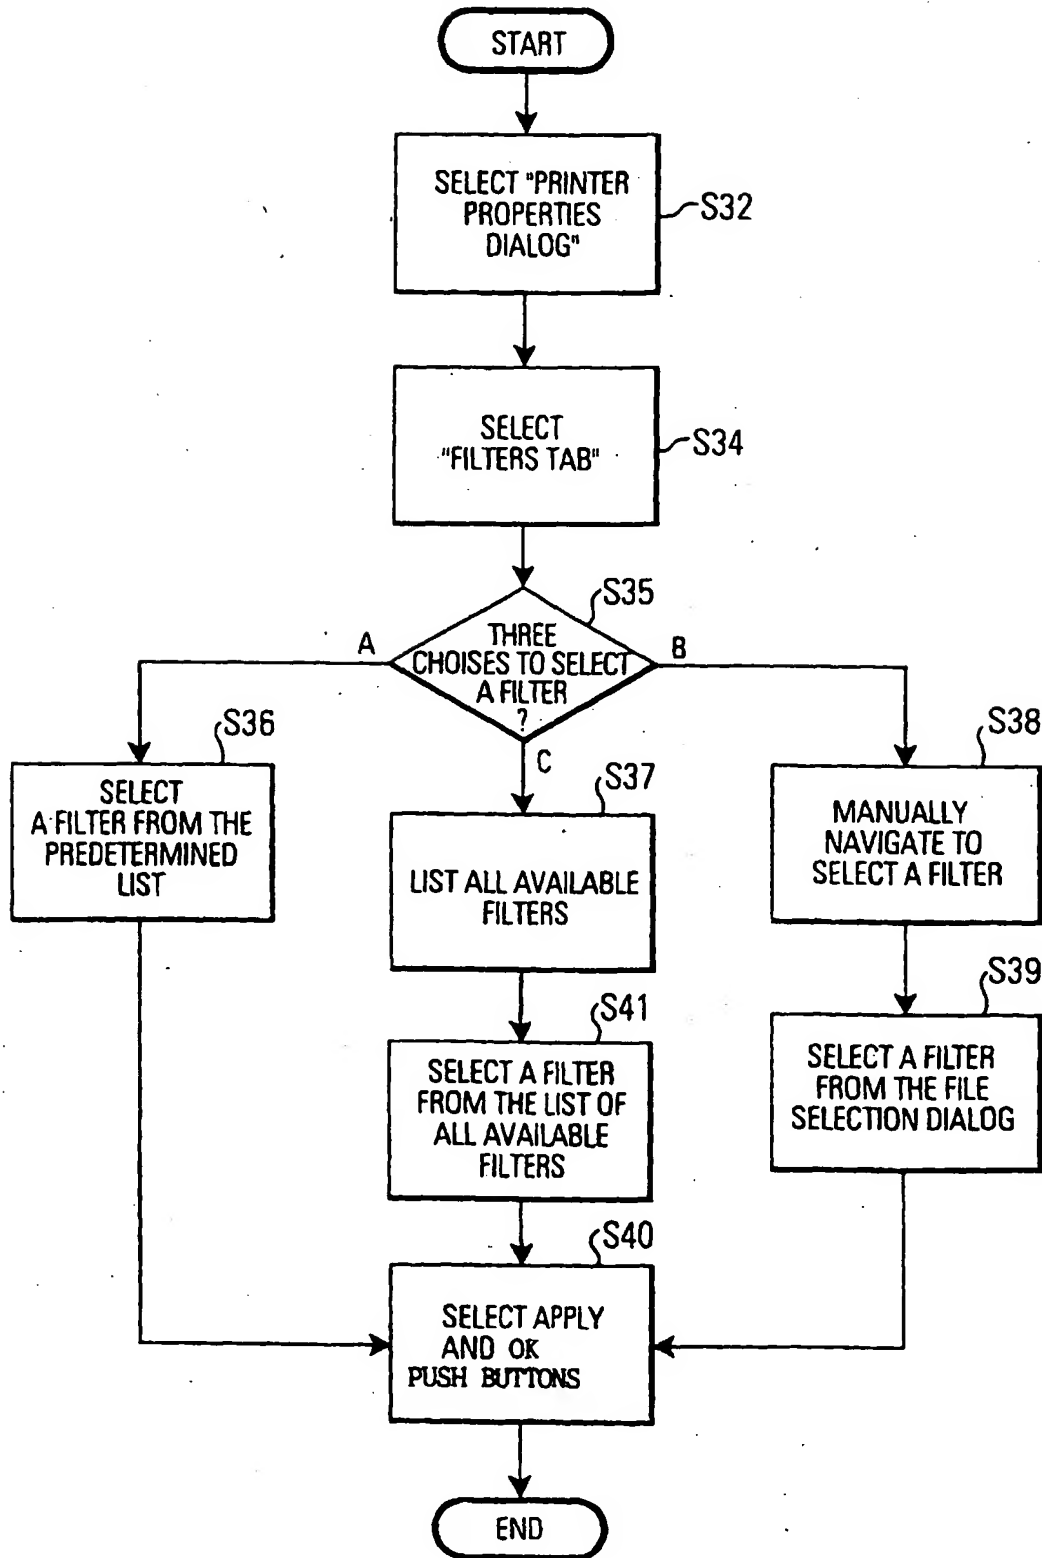 START
SELECT "PRINTER
PROPERTIES
DIALOG"
S32
SELECT
"FILTERS TAB"
S34
S35
THREE
CHOISES TO SELECT
A FILTER
?
A
B
C
S36
SELECT
A FILTER FROM THE
PREDETERMINED
LIST
S37
LIST ALL AVAILABLE
FILTERS
S38
MANUALLY
NAVIGATE TO
SELECT A FILTER
S41
SELECT A FILTER
FROM THE LIST OF
ALL AVAILABLE
FILTERS
S39
SELECT A FILTER
FROM THE FILE
SELECTION DIALOG
S40
SELECT APPLY
AND OK
PUSH BUTTONS
END